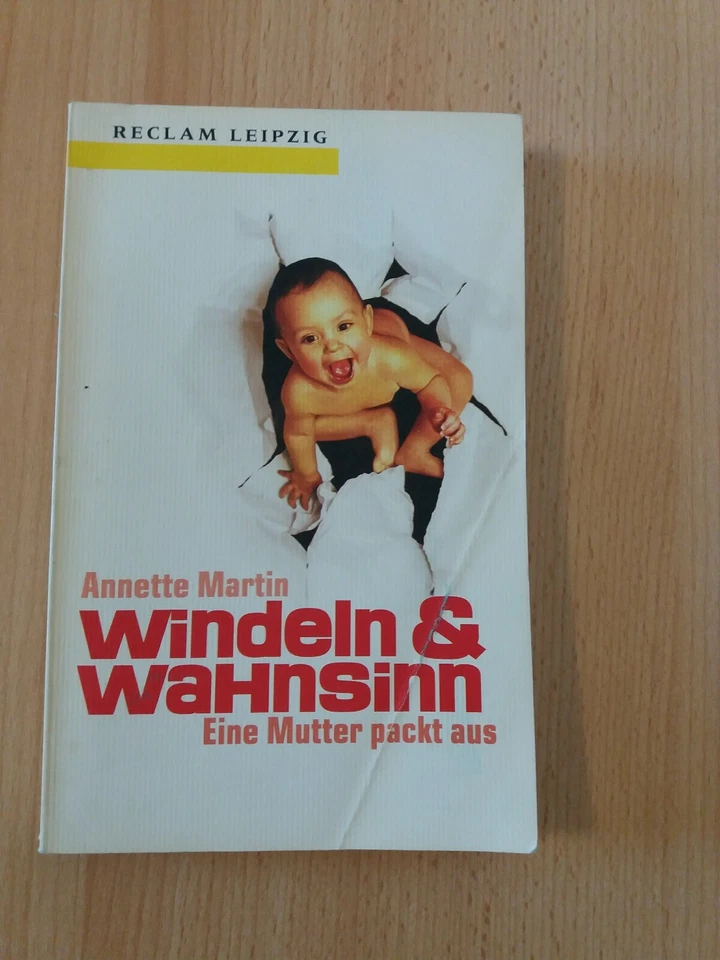 RECLAM LEIPZIG
Annette Martin
Windeln &
WaHnsinn
Eine Mutter packt aus